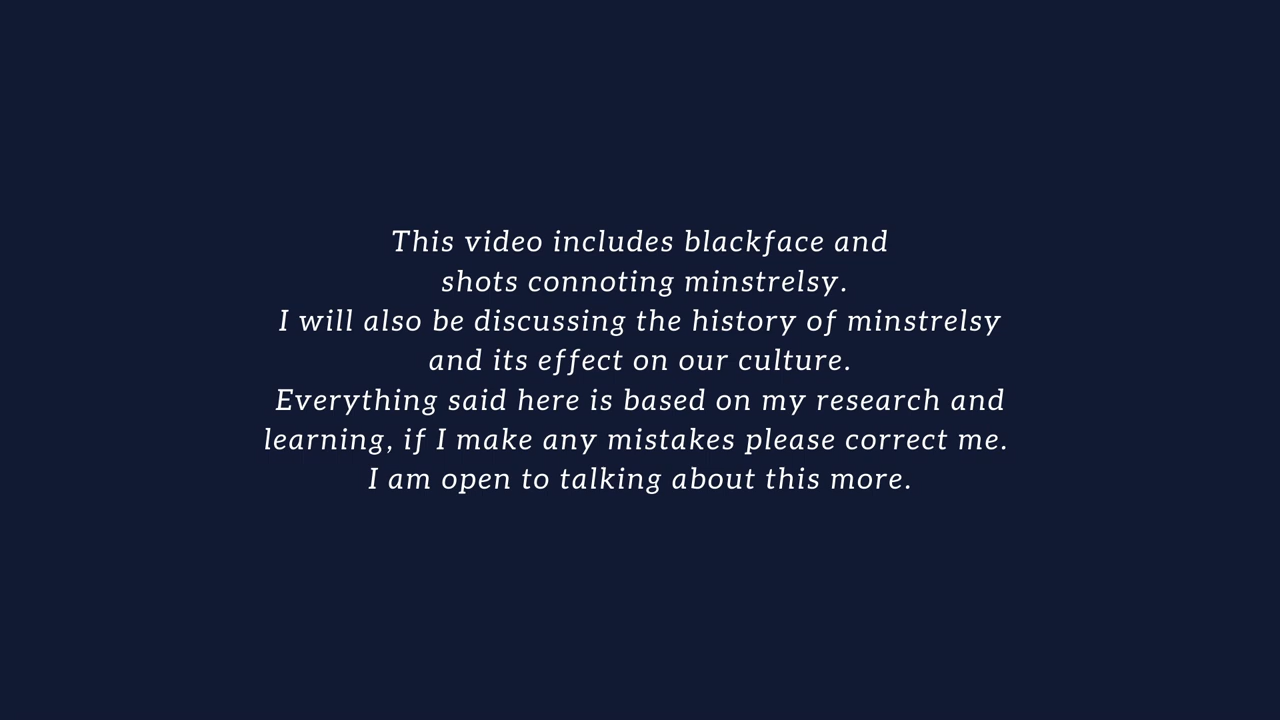 This video includes blackface and
shots connoting minstrelsy.
I will also be discussing the history of minstrelsy
and its effect on our culture.
Everything said here is based on my research and
learning, if I make any mistakes please correct me.
I am open to talking about this more.